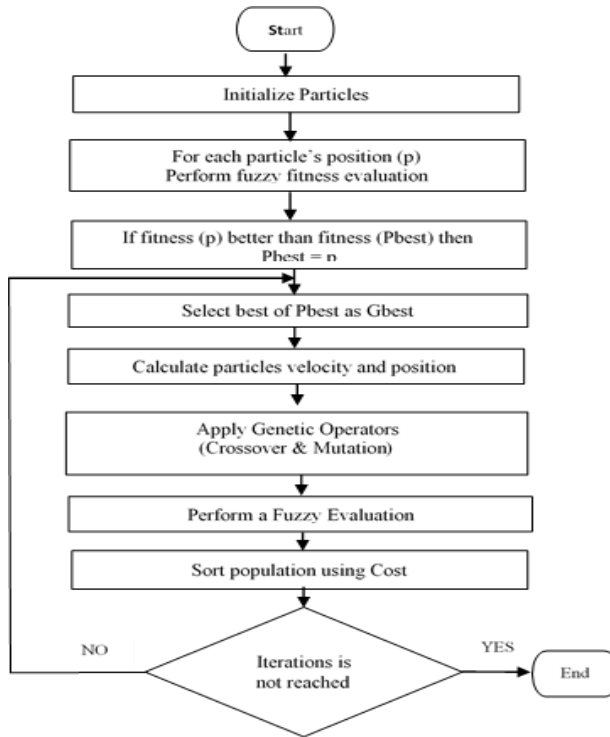 Start
Initialize Particles
For each particle's position (p)
Perform fuzzy fitness evaluation
If fitness (p) better than fitness (Pbest) then
Pbest = p
Select best of Pbest as Gbest
Calculate particles velocity and position
Apply Genetic Operators
(Crossover & Mutation)
Perform a Fuzzy Evaluation
Sort population using Cost
NO
YES
Iterations is
not reached
End